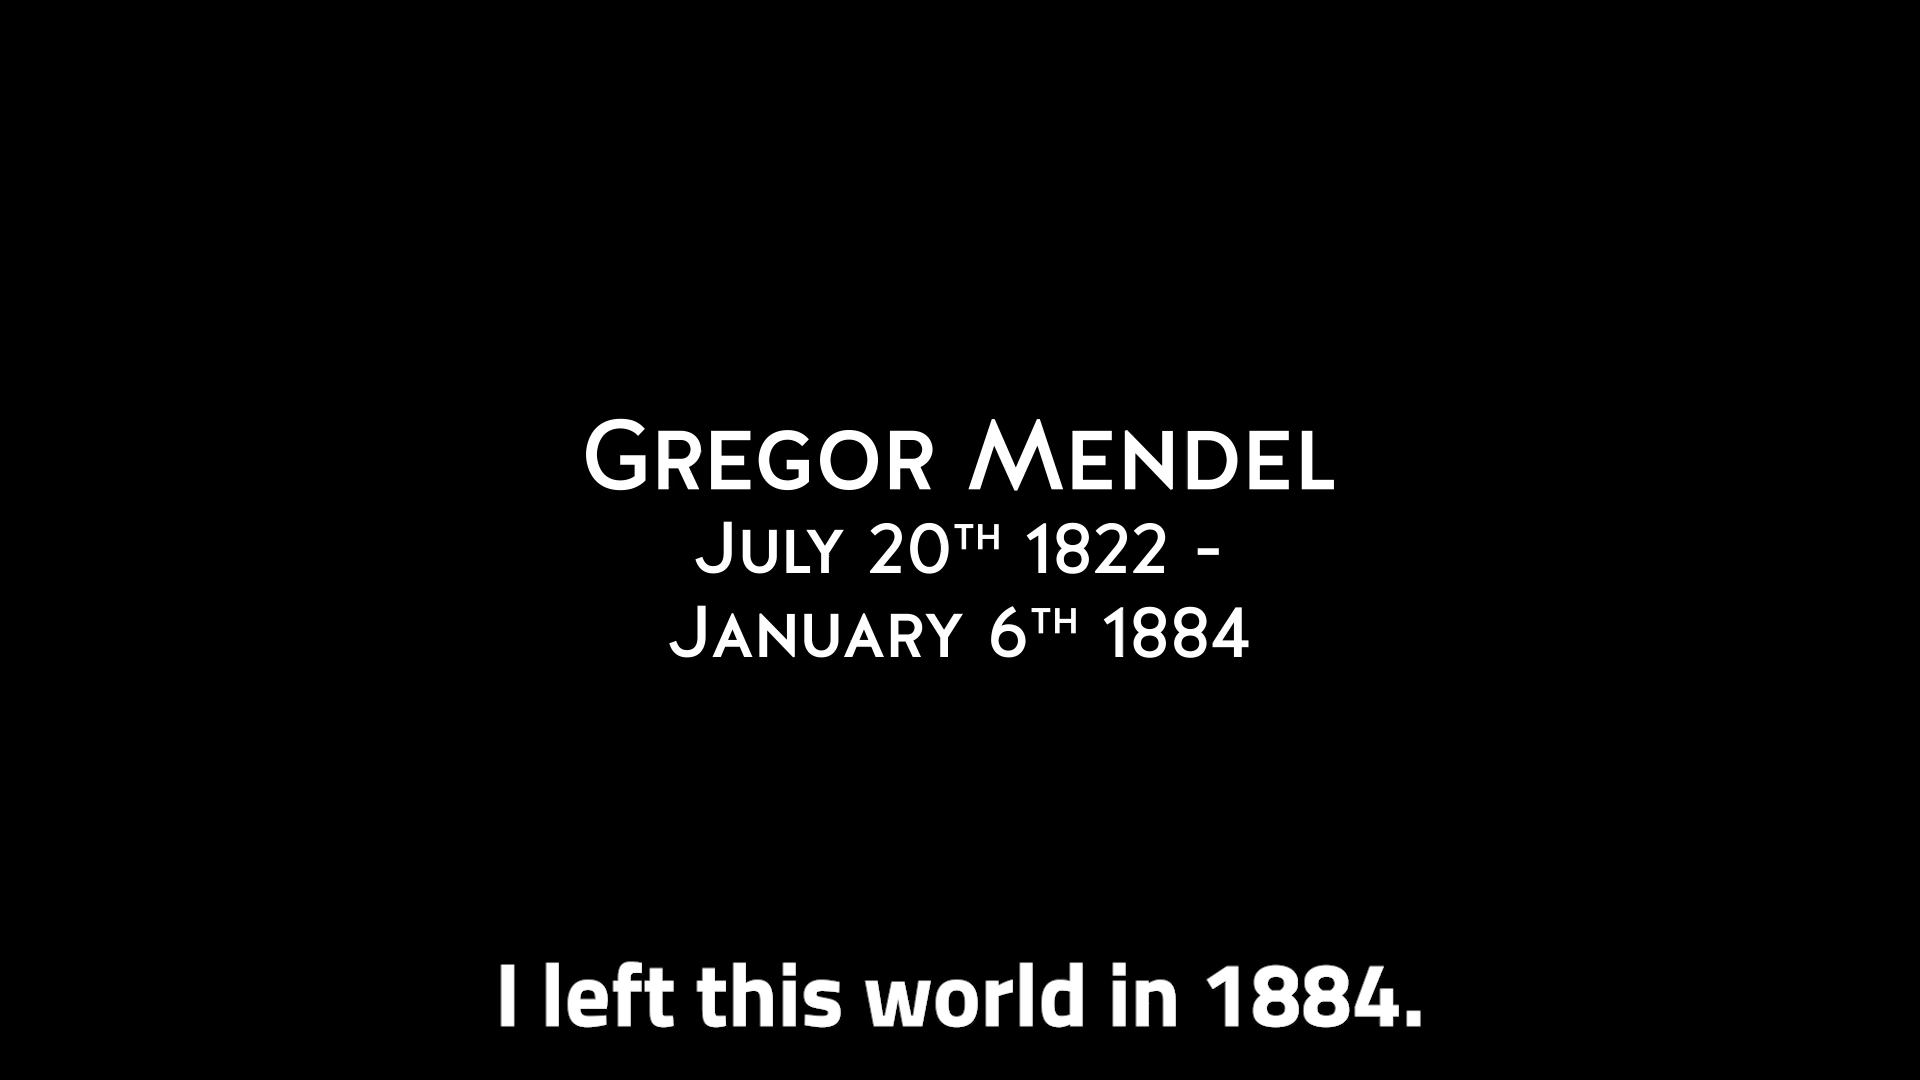 Gregor Mendel
July 20th 1822 -
January 6th 1884
I left this world in 1884.